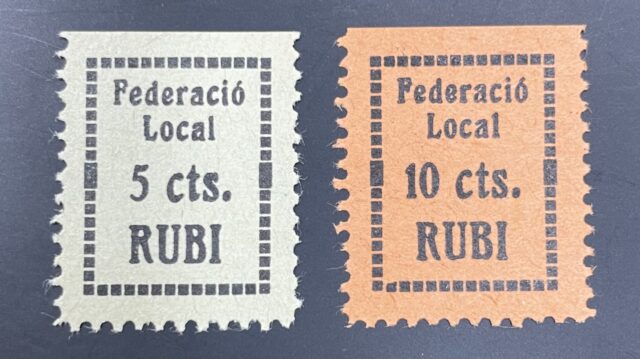 Federació
Local
5 cts.
RUBI
Federació
Local
10 cts.
RUBI